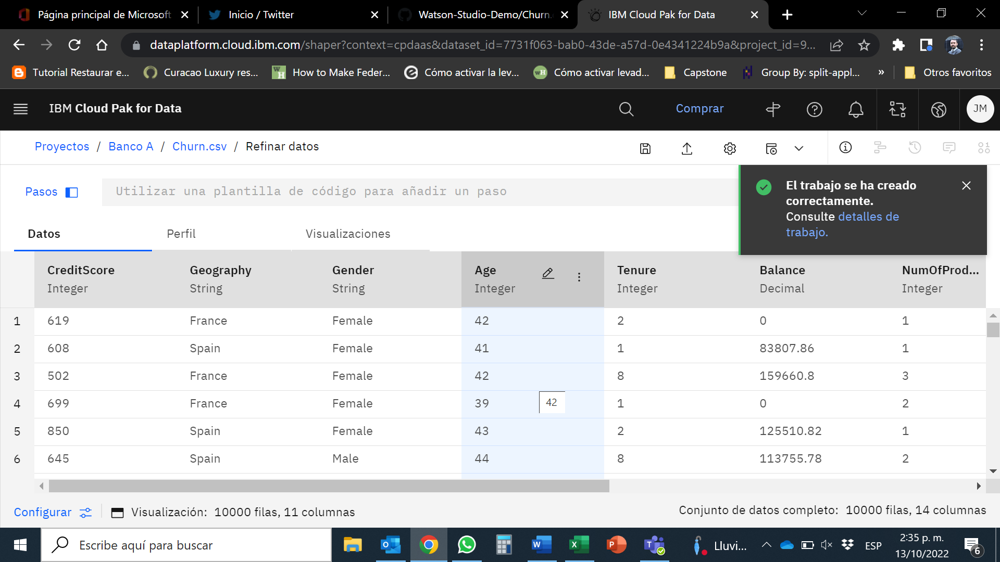 Página principal de Microsoft
Inicio / Twitter
Watson-Studio-Demo/Churn.
IBM Cloud Pak for Data
dataplatform.cloud.ibm.com/shaper?context=cpdaas&dataset_id=7731f063-bab0-43de-a57d-0e4341224b9a&project_id=9...
Tutorial Restaurar e...
Curacao Luxury res...
How to Make Feder...
Cómo activar la lev...
Cómo activar levad...
Capstone
Group By: split-appl...
»
Otros favoritos
IBM Cloud Pak for Data
Comprar
JM
Proyectos / Banco A / Churn.csv / Refinar datos
Pasos
Utilizar una plantilla de código para añadir un paso
El trabajo se ha creado
correctamente.
Consulte detalles de
trabajo.
Datos
Perfil
Visualizaciones
CreditScore Geography Gender Age Tenure Balance NumOfProd...
Integer String String Integer Integer Decimal Integer
1 619 France Female 42 2 0 1
2 608 Spain Female 41 1 83807.86 1
3 502 France Female 42 8 159660.8 3
4 699 France Female 39 42 1 0 2
5 850 Spain Female 43 2 125510.82 1
6 645 Spain Male 44 8 113755.78 2
Configurar
Visualización: 10000 filas, 11 columnas
Conjunto de datos completo: 10000 filas, 14 columnas
Escribe aquí para buscar
Lluvi...
ESP
2:35 p. m.
13/10/2022
6